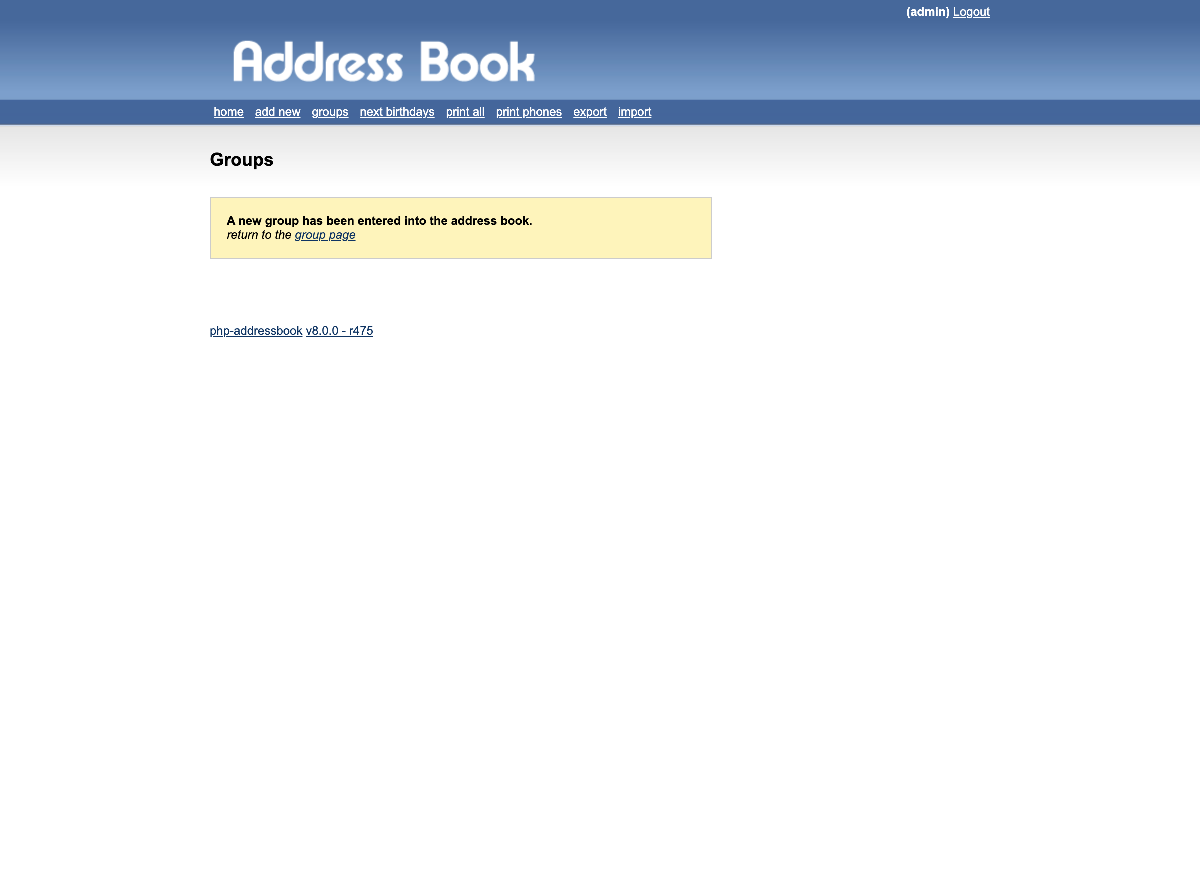 (admin) Logout
Address Book
home add new groups next birthdays print all print phones export import
Groups
A new group has been entered into the address book.
return to the group page
php-addressbook v8.0.0 - r475